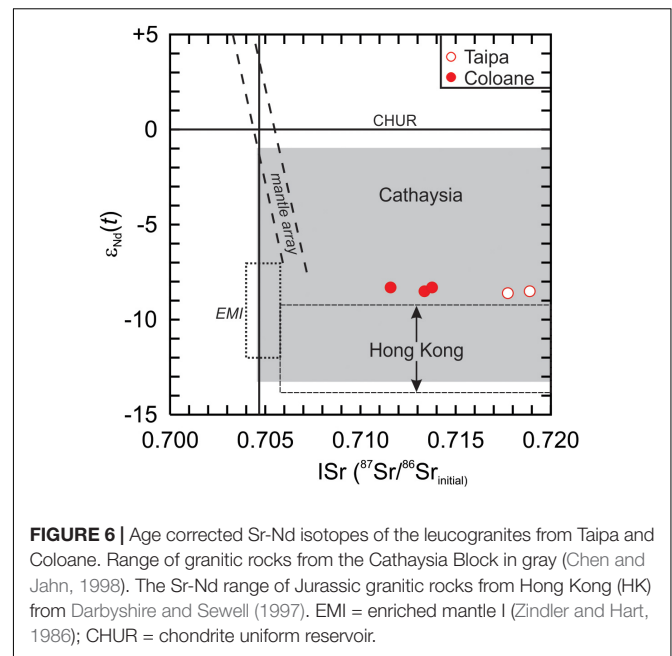 +5
0
-5
-10
-15
εNd(t)
Taipa
Coloane
CHUR
mantle array
Cathaysia
EMI
Hong Kong
0.700 0.705 0.710 0.715 0.720
ISr (⁸⁷Sr/⁸⁶Sr initial)
FIGURE 6 | Age corrected Sr-Nd isotopes of the leucogranites from Taipa and
Coloane. Range of granitic rocks from the Cathaysia Block in gray (Chen and
Jahn, 1998). The Sr-Nd range of Jurassic granitic rocks from Hong Kong (HK)
from Darbyshire and Sewell (1997). EMI = enriched mantle I (Zindler and Hart,
1986); CHUR = chondrite uniform reservoir.